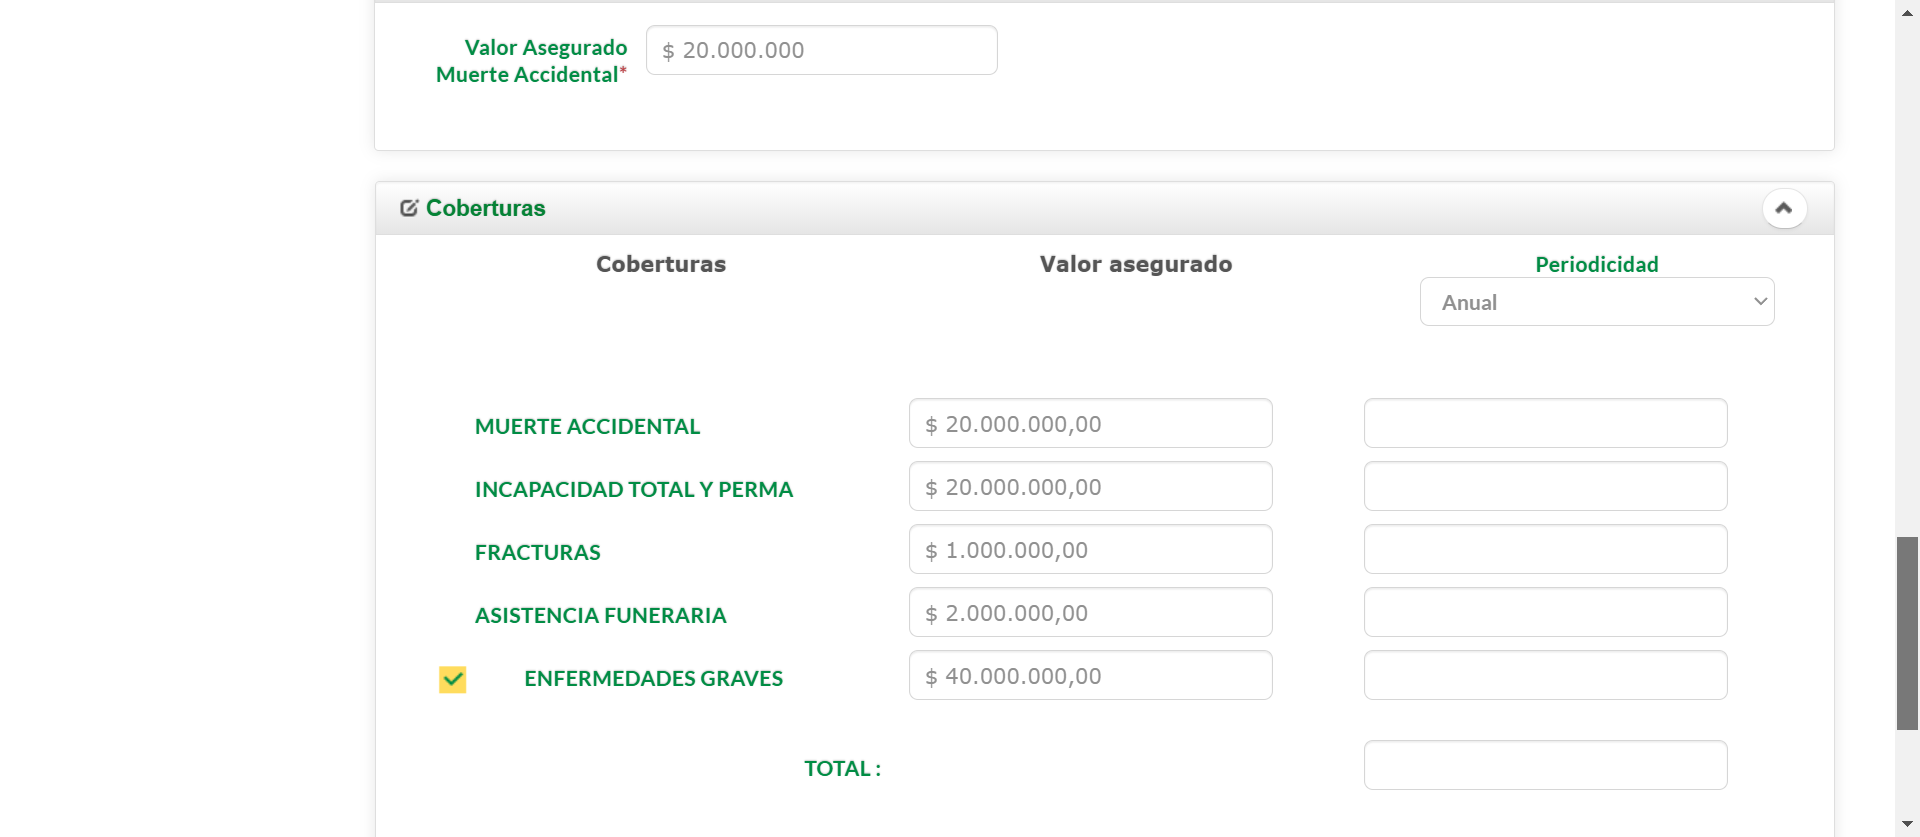 Valor Asegurado
Muerte Accidental*
$ 20.000.000
Coberturas
Coberturas
Valor asegurado
Periodicidad
Anual
MUERTE ACCIDENTAL
$ 20.000.000,00
INCAPACIDAD TOTAL Y PERMA
$ 20.000.000,00
FRACTURAS
$ 1.000.000,00
ASISTENCIA FUNERARIA
$ 2.000.000,00
ENFERMEDADES GRAVES
$ 40.000.000,00
TOTAL :